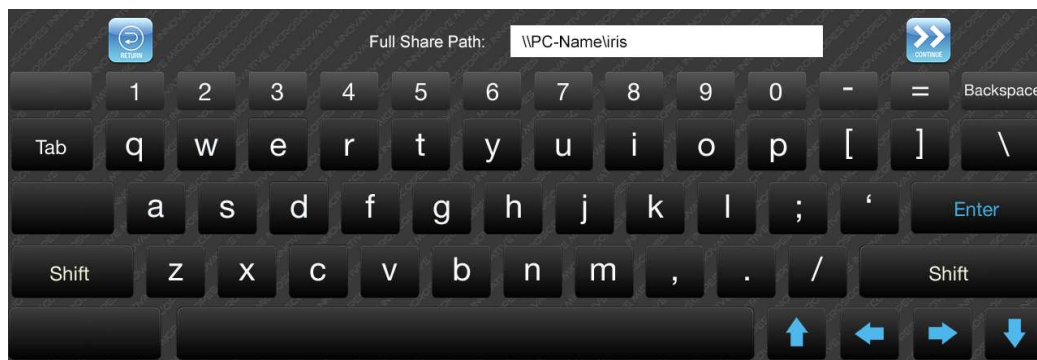 RETURN Full Share Path: \\PC-Name\iris CONTINUE
1 2 3 4 5 6 7 8 9 0 - = Backspace
Tab q w e r t y u i o p [ ] \
a s d f g h j k l ; ‘ Enter
Shift z x c v b n m , . / Shift